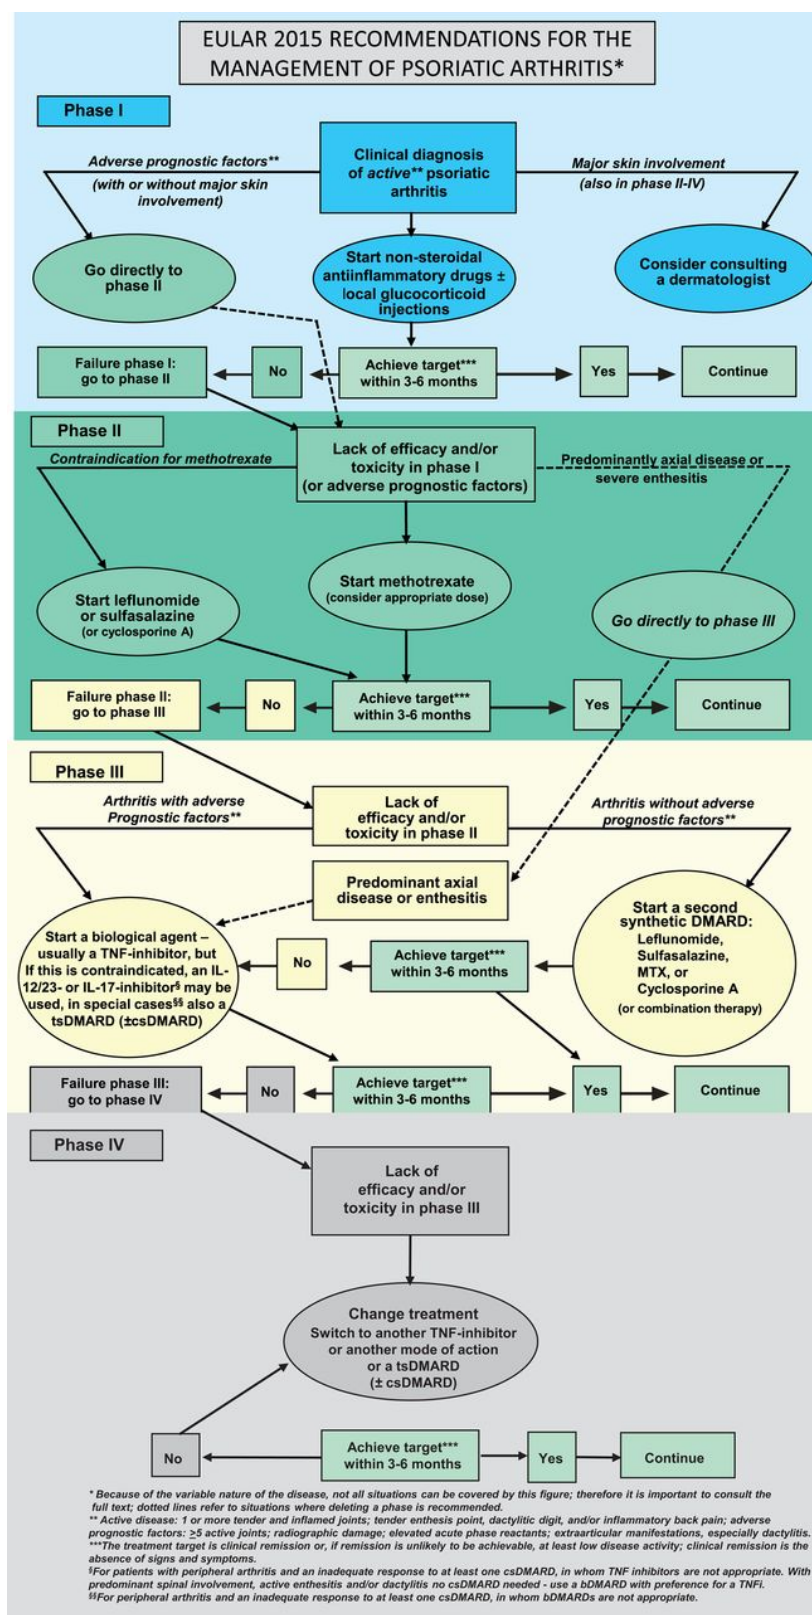 EULAR 2015 RECOMMENDATIONS FOR THE
MANAGEMENT OF PSORIATIC ARTHRITIS*
Phase I
Adverse prognostic factors**
(with or without major skin
involvement)
Clinical diagnosis
of active** psoriatic
arthritis
Major skin involvement
(also in phase II-IV)
Go directly to
phase II
Start non-steroidal
antiinflammatory drugs ±
local glucocorticoid
injections
Consider consulting
a dermatologist
Failure phase I:
go to phase II
No
Achieve target***
within 3-6 months
Yes
Continue
Phase II
Contraindication for methotrexate
Lack of efficacy and/or
toxicity in phase I
(or adverse prognostic factors)
Predominantly axial disease or
severe enthesitis
Start leflunomide
or sulfasalazine
(or cyclosporine A)
Start methotrexate
(consider appropriate dose)
Go directly to phase III
Failure phase II:
go to phase III
No
Achieve target***
within 3-6 months
Yes
Continue
Phase III
Arthritis with adverse
Prognostic factors**
Lack of
efficacy and/or
toxicity in phase II
Arthritis without adverse
prognostic factors**
Predominant axial
disease or enthesitis
Start a biological agent –
usually a TNF-inhibitor, but
If this is contraindicated, an IL-
12/23- or IL-17-inhibitor§ may be
used, in special cases§§ also a
tsDMARD (±csDMARD)
No
Achieve target***
within 3-6 months
Start a second
synthetic DMARD:
Leflunomide,
Sulfasalazine,
MTX, or
Cyclosporine A
(or combination therapy)
Failure phase III:
go to phase IV
No
Achieve target***
within 3-6 months
Yes
Continue
Phase IV
Lack of
efficacy and/or
toxicity in phase III
Change treatment
Switch to another TNF-inhibitor
or another mode of action
or a tsDMARD
(± csDMARD)
No
Achieve target***
within 3-6 months
Yes
Continue
* Because of the variable nature of the disease, not all situations can be covered by this figure; therefore it is important to consult the
full text; dotted lines refer to situations where deleting a phase is recommended.
** Active disease: 1 or more tender and inflamed joints; tender enthesis point, dactylitic digit, and/or inflammatory back pain; adverse
prognostic factors: ≥5 active joints; radiographic damage; elevated acute phase reactants; extraarticular manifestations, especially dactylitis.
***The treatment target is clinical remission or, if remission is unlikely to be achievable, at least low disease activity; clinical remission is the
absence of signs and symptoms.
§For patients with peripheral arthritis and an inadequate response to at least one csDMARD, in whom TNF inhibitors are not appropriate. With
predominant spinal involvement, active enthesitis and/or dactylitis no csDMARD needed - use a bDMARD with preference for a TNFi.
§§For peripheral arthritis and an inadequate response to at least one csDMARD, in whom bDMARDs are not appropriate.